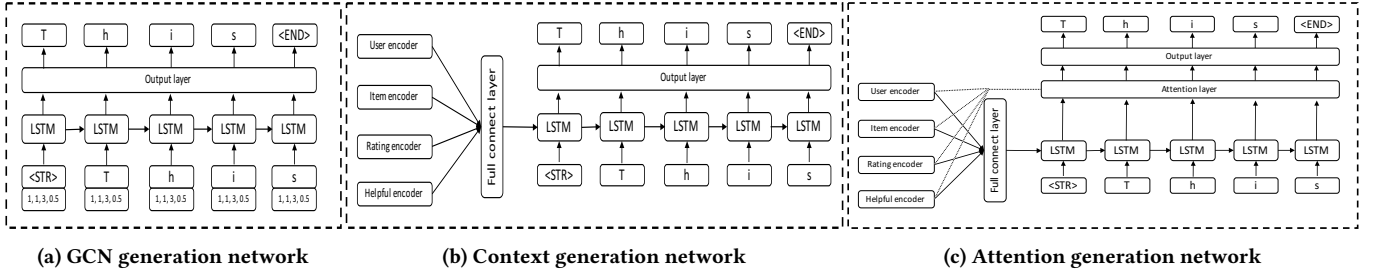 T h i s <END>
Output layer
LSTM LSTM LSTM LSTM LSTM
<STR> T h i s
1, 1, 3, 0.5 1, 1, 3, 0.5 1, 1, 3, 0.5 1, 1, 3, 0.5 1, 1, 3, 0.5
(a) GCN generation network
User encoder
Item encoder
Rating encoder
Helpful encoder
Full connect layer
T h i s <END>
Output layer
LSTM LSTM LSTM LSTM LSTM
<STR> T h i s
(b) Context generation network
User encoder
Item encoder
Rating encoder
Helpful encoder
Full connect layer
T h i s <END>
Output layer
Attention layer
LSTM LSTM LSTM LSTM LSTM
<STR> T h i s
(c) Attention generation network